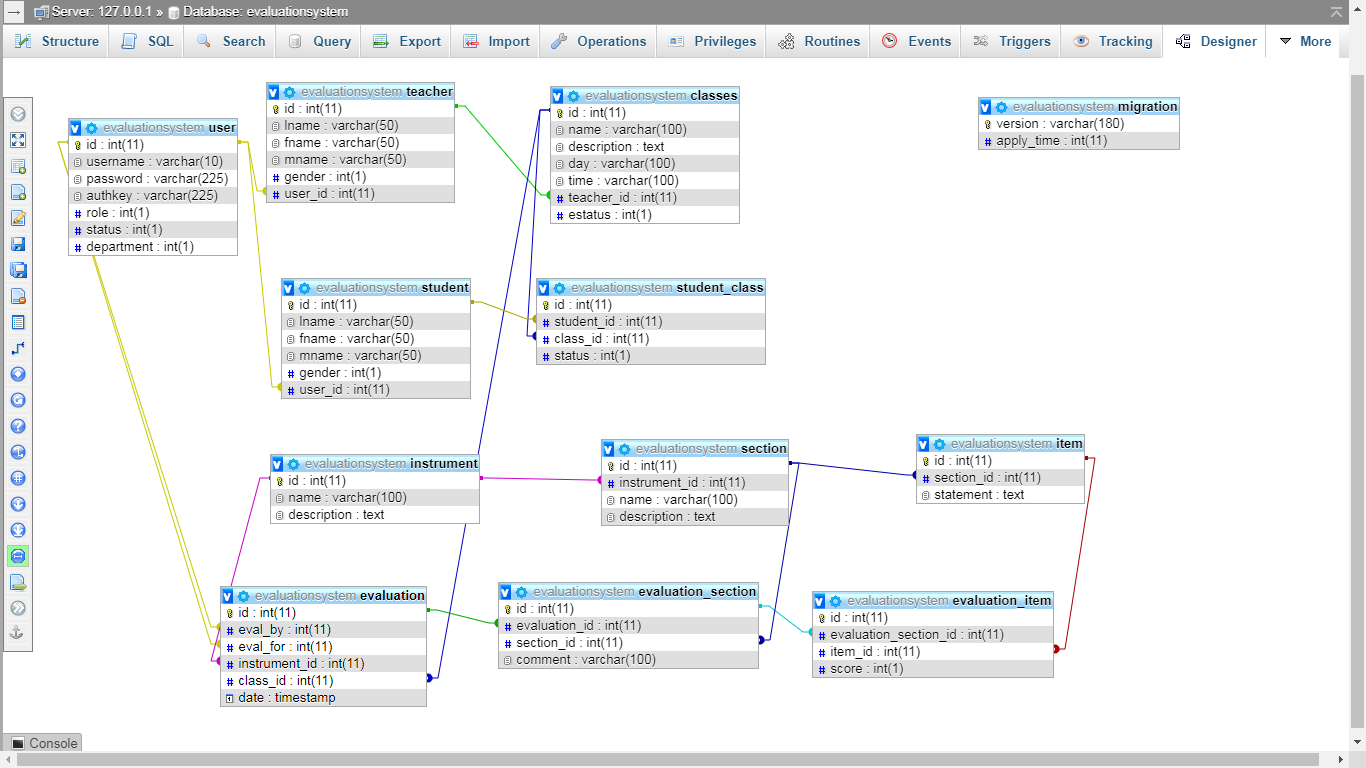 Server: 127.0.0.1 » Database: evaluationsystem
Structure SQL Search Query Export Import Operations Privileges Routines Events Triggers Tracking Designer More
evaluationsystem teacher
id : int(11)
lname : varchar(50)
fname : varchar(50)
mname : varchar(50)
gender : int(1)
user_id : int(11)
evaluationsystem classes
id : int(11)
name : varchar(100)
description : text
day : varchar(100)
time : varchar(100)
teacher_id : int(11)
estatus : int(1)
evaluationsystem migration
version : varchar(180)
apply_time : int(11)
evaluationsystem user
id : int(11)
username : varchar(10)
password : varchar(225)
authkey : varchar(225)
role : int(1)
status : int(1)
department : int(1)
evaluationsystem student
id : int(11)
lname : varchar(50)
fname : varchar(50)
mname : varchar(50)
gender : int(1)
user_id : int(11)
evaluationsystem student_class
id : int(11)
student_id : int(11)
class_id : int(11)
status : int(1)
evaluationsystem instrument
id : int(11)
name : varchar(100)
description : text
evaluationsystem section
id : int(11)
instrument_id : int(11)
name : varchar(100)
description : text
evaluationsystem item
id : int(11)
section_id : int(11)
statement : text
evaluationsystem evaluation
id : int(11)
eval_by : int(11)
eval_for : int(11)
instrument_id : int(11)
class_id : int(11)
date : timestamp
evaluationsystem evaluation_section
id : int(11)
evaluation_id : int(11)
section_id : int(11)
comment : varchar(100)
evaluationsystem evaluation_item
id : int(11)
evaluation_section_id : int(11)
item_id : int(11)
score : int(1)
Console